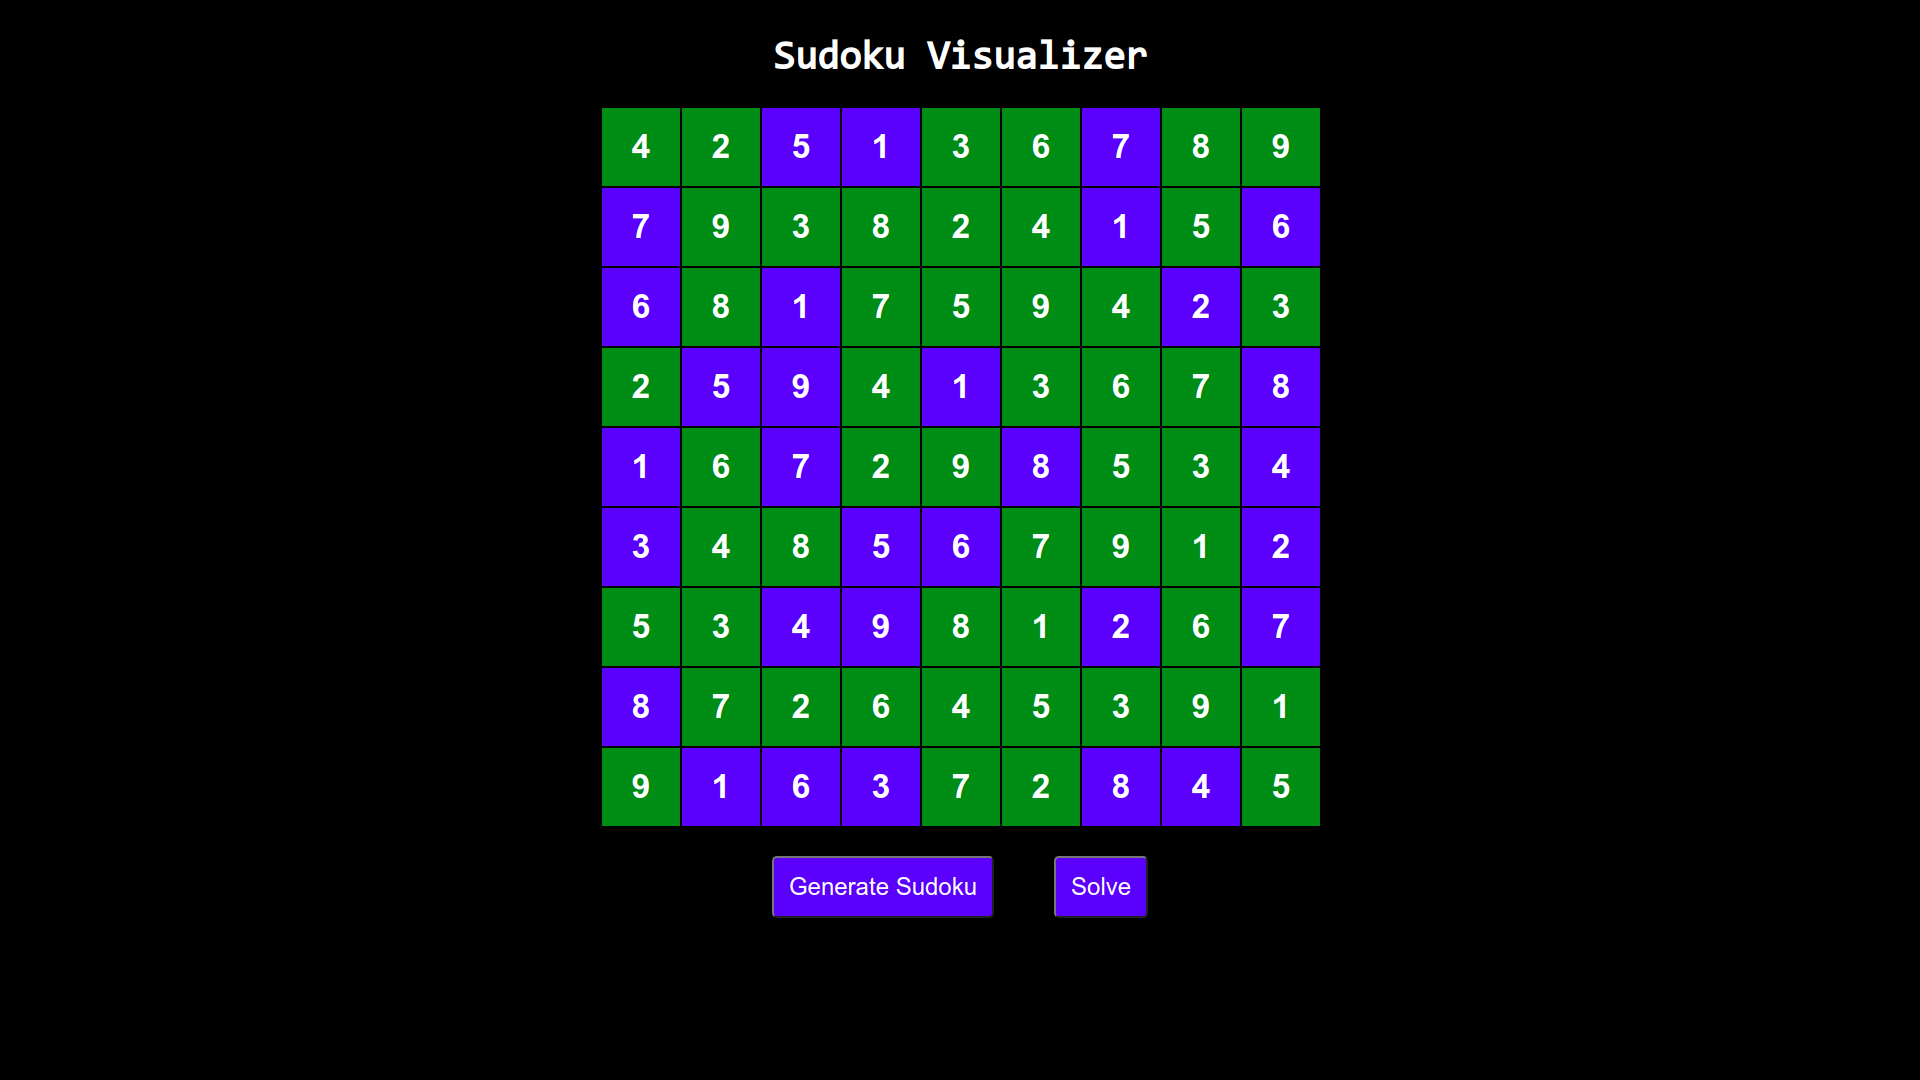 Sudoku Visualizer
4 2 5 1 3 6 7 8 9
7 9 3 8 2 4 1 5 6
6 8 1 7 5 9 4 2 3
2 5 9 4 1 3 6 7 8
1 6 7 2 9 8 5 3 4
3 4 8 5 6 7 9 1 2
5 3 4 9 8 1 2 6 7
8 7 2 6 4 5 3 9 1
9 1 6 3 7 2 8 4 5
Generate Sudoku Solve